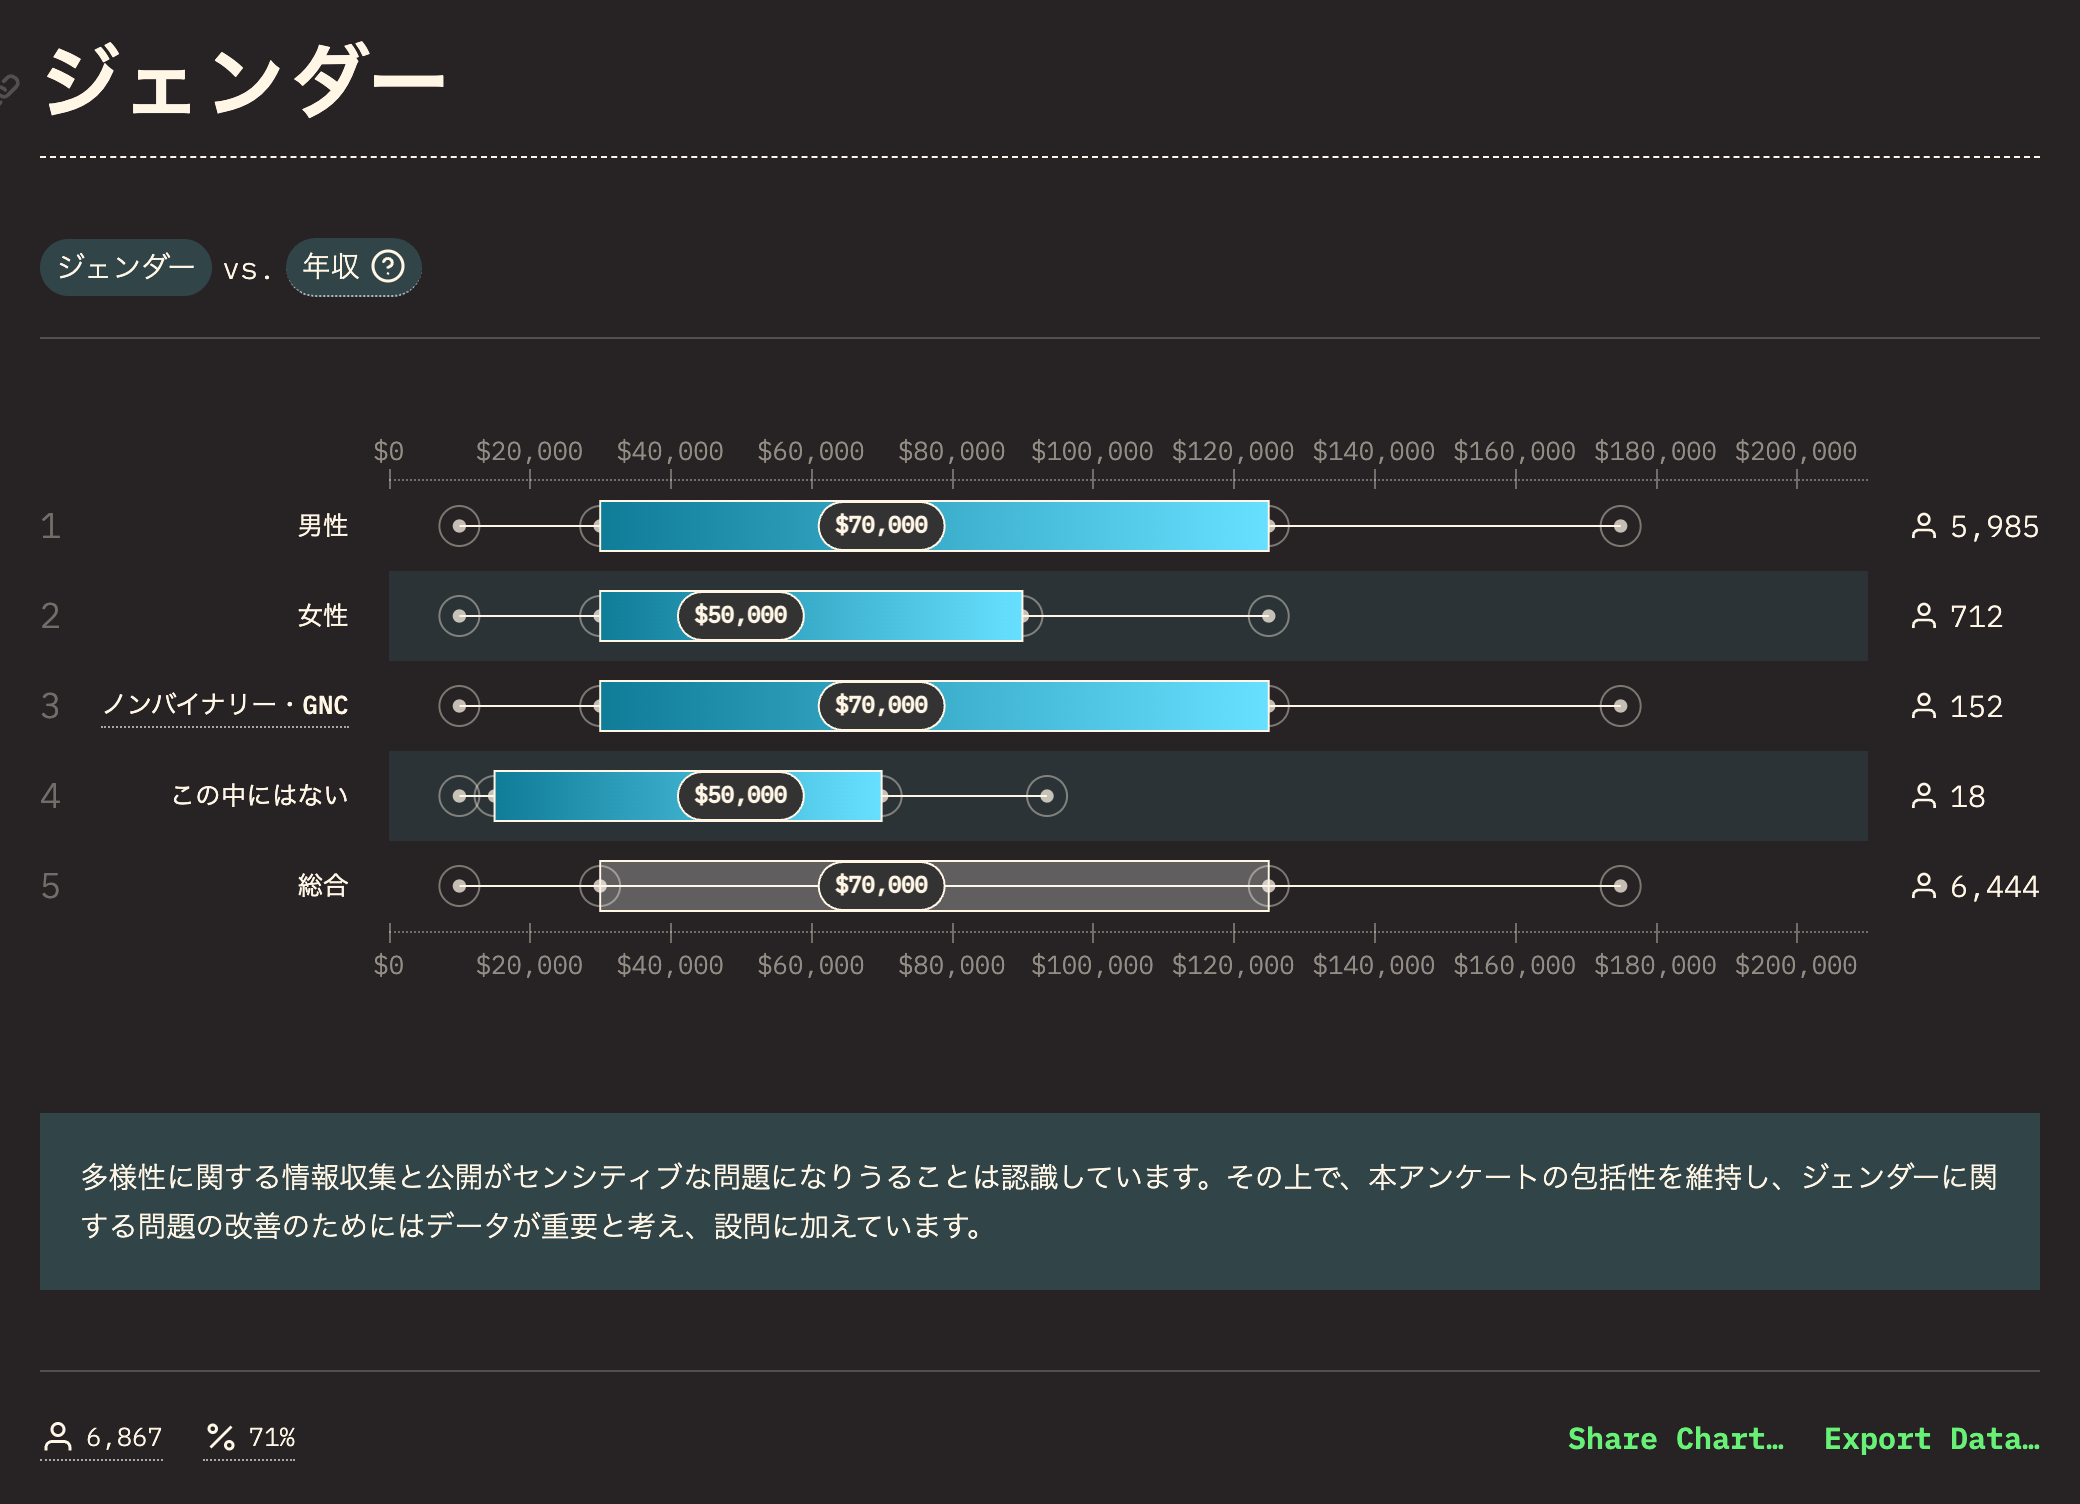 ジェンダー
ジェンダー vs. 年収 ?
$0 $20,000 $40,000 $60,000 $80,000 $100,000 $120,000 $140,000 $160,000 $180,000 $200,000
1 男性 $70,000 5,985
2 女性 $50,000 712
3 ノンバイナリー・GNC $70,000 152
4 この中にはない $50,000 18
5 総合 $70,000 6,444
$0 $20,000 $40,000 $60,000 $80,000 $100,000 $120,000 $140,000 $160,000 $180,000 $200,000
多様性に関する情報収集と公開がセンシティブな問題になりうることは認識しています。その上で、本アンケートの包括性を維持し、ジェンダーに関
する問題の改善のためにはデータが重要と考え、設問に加えています。
6,867 % 71% Share Chart… Export Data…